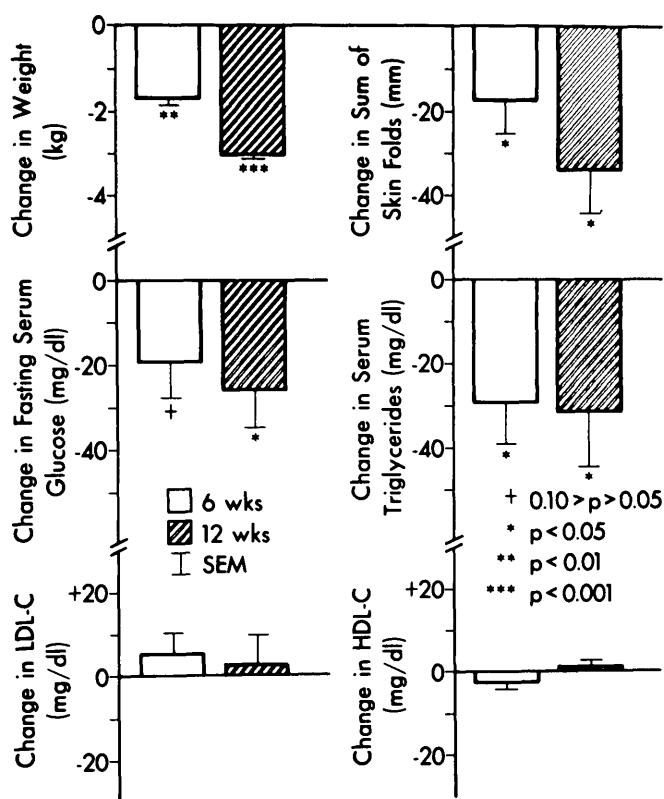 0
-2
-4
Change in Weight
(kg)
**
***
0
-20
-40
Change in Sum of
Skin Folds (mm)
*
*
0
-20
-40
Change in Fasting Serum
Glucose (mg/dl)
+
*
6 wks
12 wks
SEM
0
-20
-40
Change in Serum
Triglycerides (mg/dl)
*
*
+ 0.10>p>0.05
* p<0.05
** p<0.01
*** p<0.001
+20
0
-20
Change in LDL-C
(mg/dl)
+20
0
-20
Change in HDL-C
(mg/dl)